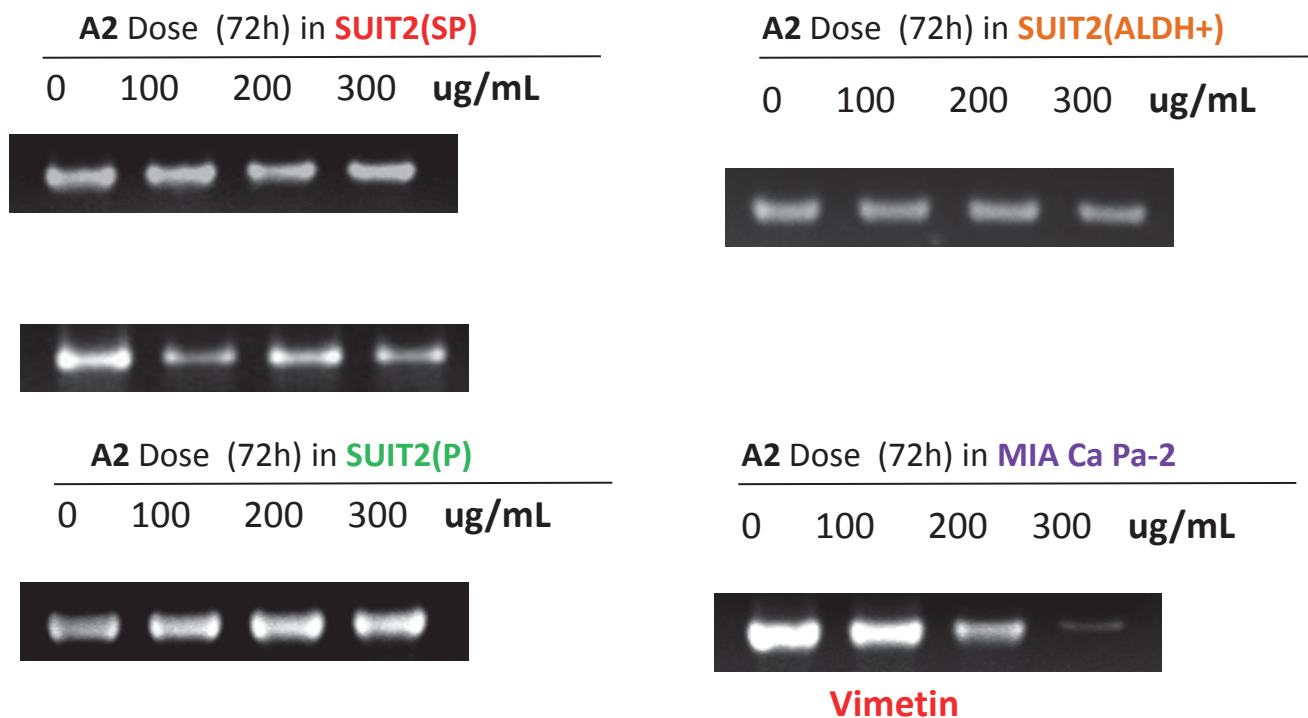 A2 Dose (72h) in SUIT2(SP)
0 100 200 300 ug/mL
A2 Dose (72h) in SUIT2(ALDH+)
0 100 200 300 ug/mL
A2 Dose (72h) in SUIT2(P)
0 100 200 300 ug/mL
A2 Dose (72h) in MIA Ca Pa-2
0 100 200 300 ug/mL
Vimetin